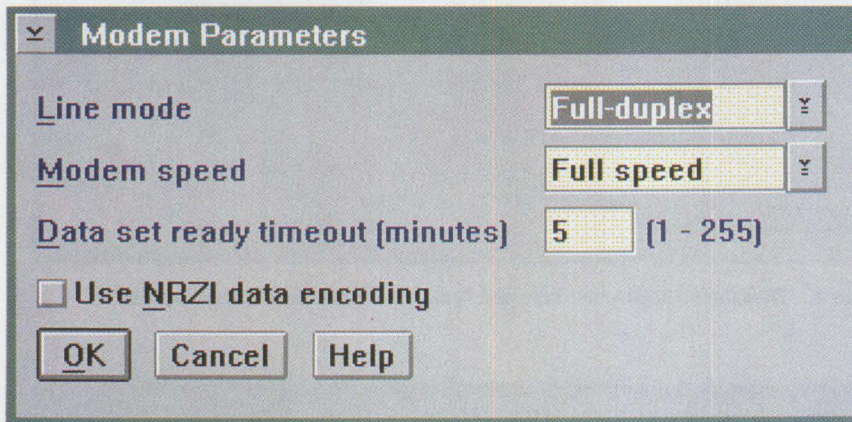 Modem Parameters
Line mode Full-duplex
Modem speed Full speed
Data set ready timeout (minutes) 5 (1 - 255)
Use NRZI data encoding
OK Cancel Help